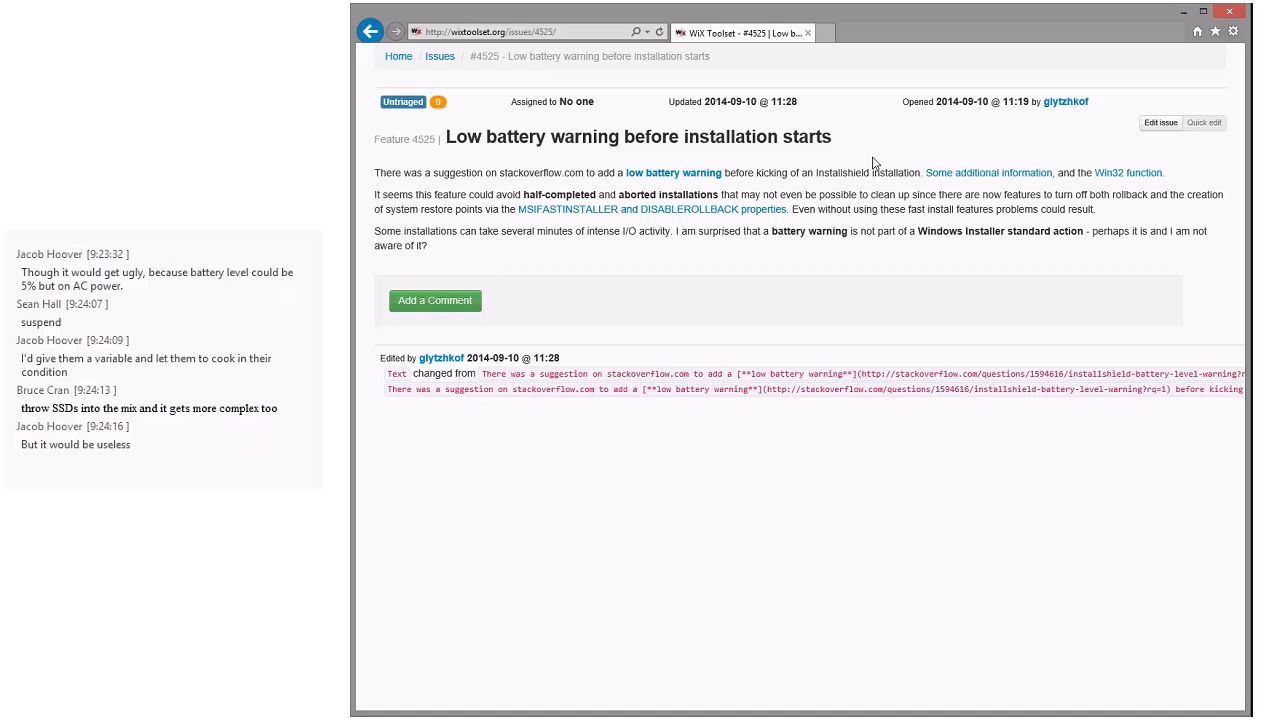 Jacob Hoover [9:23:32 ]
Though it would get ugly, because battery level could be
5% but on AC power.
Sean Hall [9:24:07 ]
suspend
Jacob Hoover [9:24:09 ]
I'd give them a variable and let them to cook in their
condition
Bruce Cran [9:24:13 ]
throw SSDs into the mix and it gets more complex too
Jacob Hoover [9:24:16 ]
But it would be useless
http://wixtoolset.org/issues/4525/
WiX Toolset - #4525 | Low b...
Home / Issues / #4525 - Low battery warning before installation starts
Untriaged 0 Assigned to No one Updated 2014-09-10 @ 11:28 Opened 2014-09-10 @ 11:19 by glytzhkof
Edit issue Quick edit
Feature 4525 | Low battery warning before installation starts
There was a suggestion on stackoverflow.com to add a low battery warning before kicking of an Installshield installation. Some additional information, and the Win32 function.
It seems this feature could avoid half-completed and aborted installations that may not even be possible to clean up since there are now features to turn off both rollback and the creation
of system restore points via the MSIFASTINSTALLER and DISABLEROLLBACK properties. Even without using these fast install features problems could result.
Some installations can take several minutes of intense I/O activity. I am surprised that a battery warning is not part of a Windows Installer standard action - perhaps it is and I am not
aware of it?
Add a Comment
Edited by glytzhkof 2014-09-10 @ 11:28
Text changed from There was a suggestion on stackoverflow.com to add a [**low battery warning**](http://stackoverflow.com/questions/1594616/installshield-battery-level-warning?r
There was a suggestion on stackoverflow.com to add a [**low battery warning**](http://stackoverflow.com/questions/1594616/installshield-battery-level-warning?rq=1) before kicking